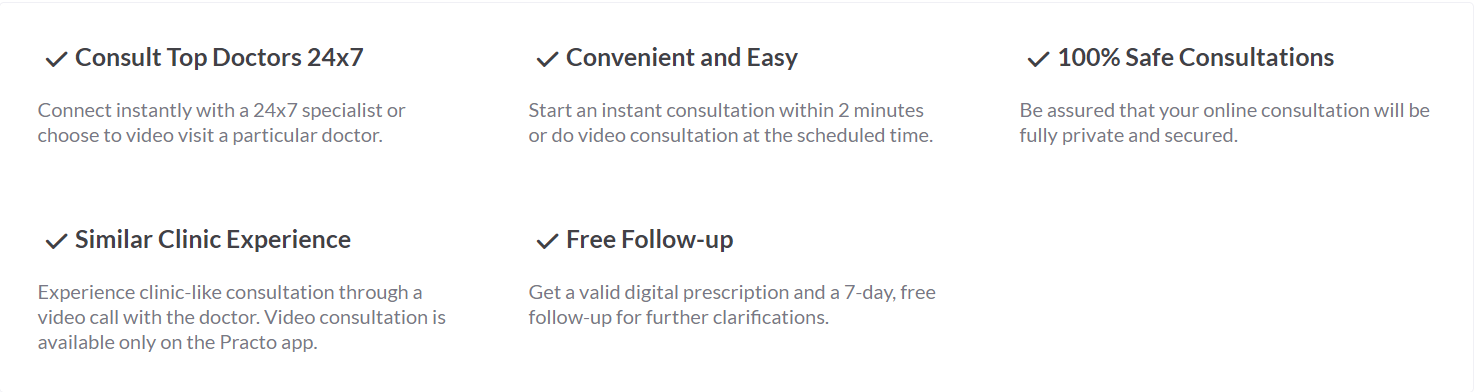 Consult Top Doctors 24x7
Connect instantly with a 24x7 specialist or
choose to video visit a particular doctor.
Convenient and Easy
Start an instant consultation within 2 minutes
or do video consultation at the scheduled time.
100% Safe Consultations
Be assured that your online consultation will be
fully private and secured.
Similar Clinic Experience
Experience clinic-like consultation through a
video call with the doctor. Video consultation is
available only on the Practo app.
Free Follow-up
Get a valid digital prescription and a 7-day, free
follow-up for further clarifications.